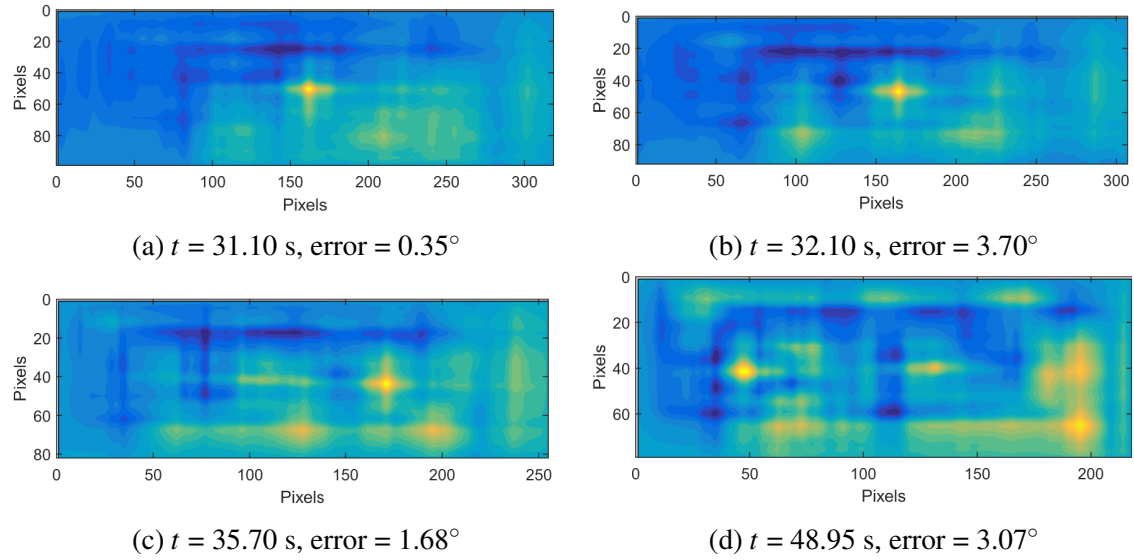 0
20
40
60
80
Pixels
0 50 100 150 200 250 300
Pixels
(a) t = 31.10 s, error = 0.35°
0
20
40
60
80
Pixels
0 50 100 150 200 250 300
Pixels
(b) t = 32.10 s, error = 3.70°
0
20
40
60
80
Pixels
0 50 100 150 200 250
Pixels
(c) t = 35.70 s, error = 1.68°
0
20
40
60
Pixels
0 50 100 150 200
Pixels
(d) t = 48.95 s, error = 3.07°